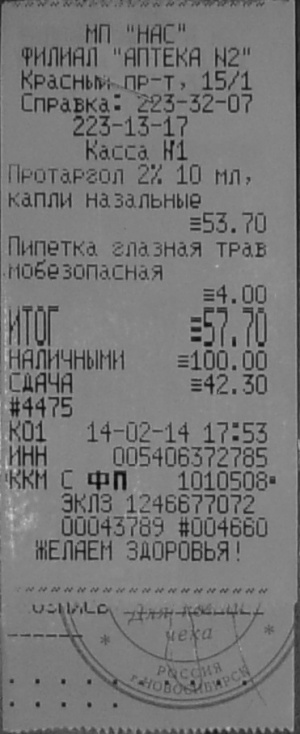 МП "НАС"
ФИЛИАЛ "АПТЕКА N2"
Красный пр-т, 15/1
Справка: 223-32-07
223-13-17
Касса N1
Протаргол 2% 10 мл,
капли назальные
≡53.70
Пипетка глазная трав
мобезопасная
≡4.00
ИТОГ ≡57.70
НАЛИЧНЫМИ ≡100.00
СДАЧА ≡42.30
#4475
К01 14-02-14 17:53
ИНН 005406372785
ККМ С ФП 1010508
ЭКЛЗ 1246677072
00043789 #004660
ЖЕЛАЕМ ЗДОРОВЬЯ!
Для
чека
РОССИЯ
г.НОВОСИБИРСК